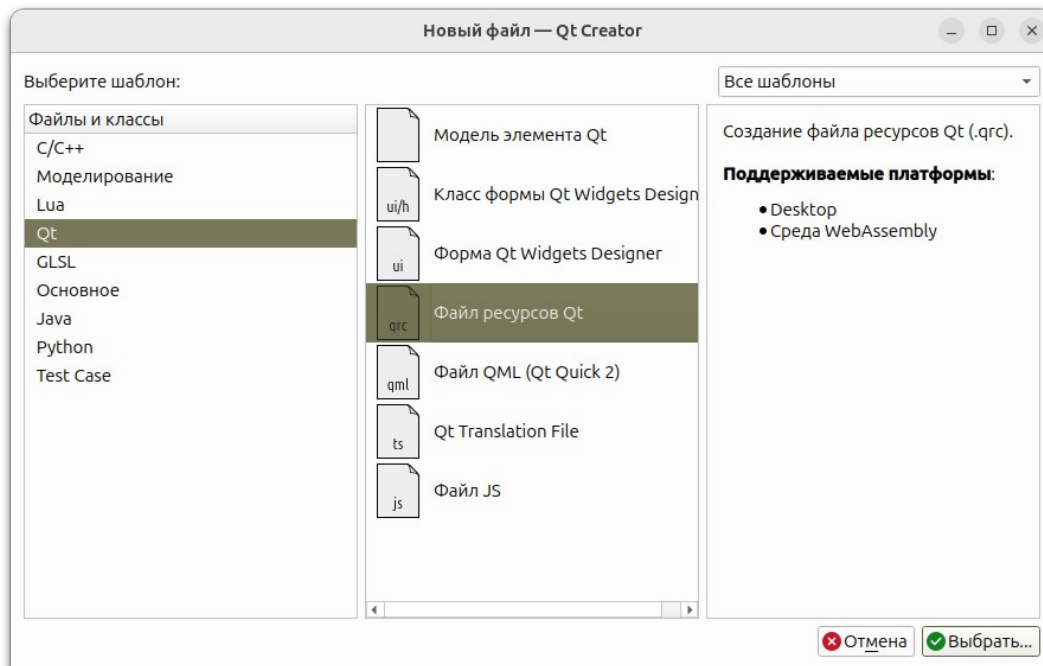 Новый файл — Qt Creator
Выберите шаблон:
Все шаблоны
Файлы и классы
C/C++
Моделирование
Lua
Qt
GLSL
Основное
Java
Python
Test Case
Модель элемента Qt
ui/h Класс формы Qt Widgets Design
ui Форма Qt Widgets Designer
qrc Файл ресурсов Qt
qml Файл QML (Qt Quick 2)
ts Qt Translation File
js Файл JS
Создание файла ресурсов Qt (.qrc).
Поддерживаемые платформы:
• Desktop
• Среда WebAssembly
Отмена
Выбрать...